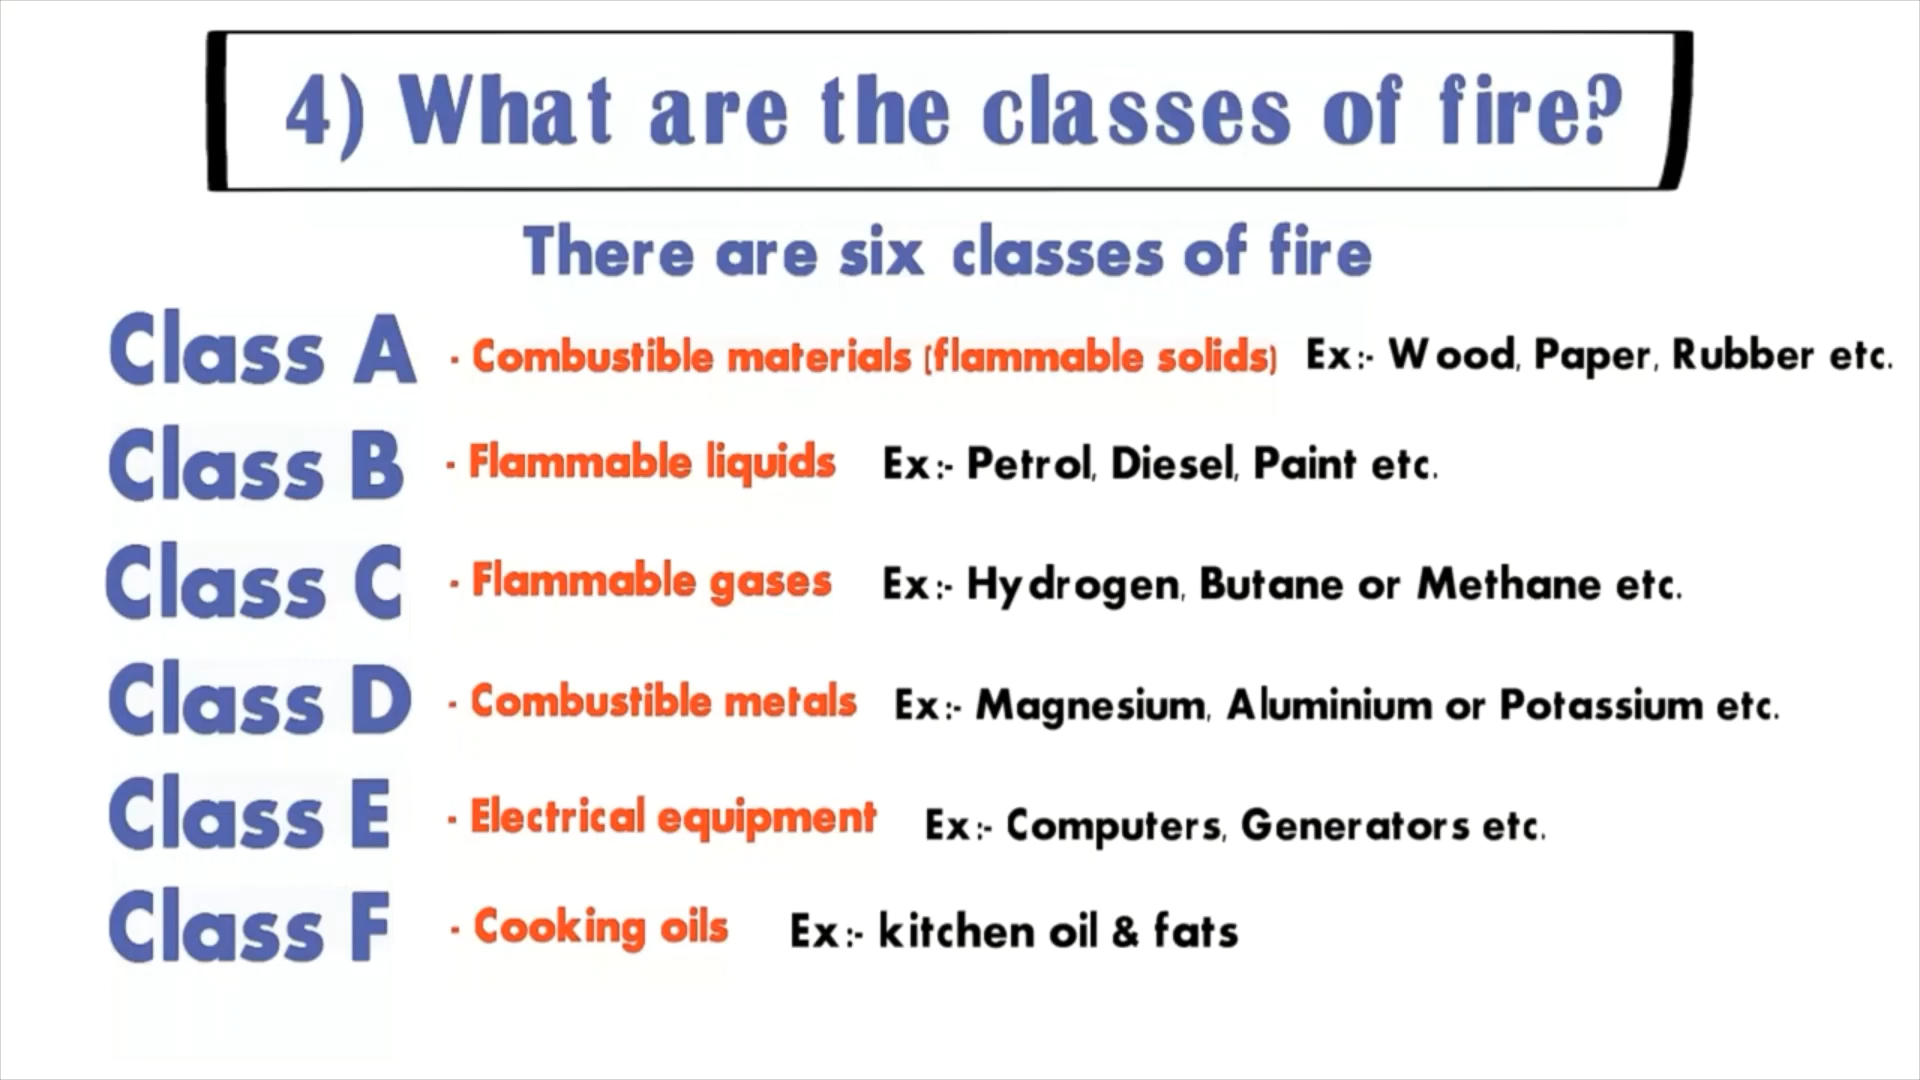 4) What are the classes of fire?
There are six classes of fire
Class A - Combustible materials (flammable solids) Ex:- Wood, Paper, Rubber etc.
Class B - Flammable liquids Ex:- Petrol, Diesel, Paint etc.
Class C - Flammable gases Ex:- Hydrogen, Butane or Methane etc.
Class D - Combustible metals Ex:- Magnesium, Aluminium or Potassium etc.
Class E - Electrical equipment Ex:- Computers, Generators etc.
Class F - Cooking oils Ex:- kitchen oil & fats